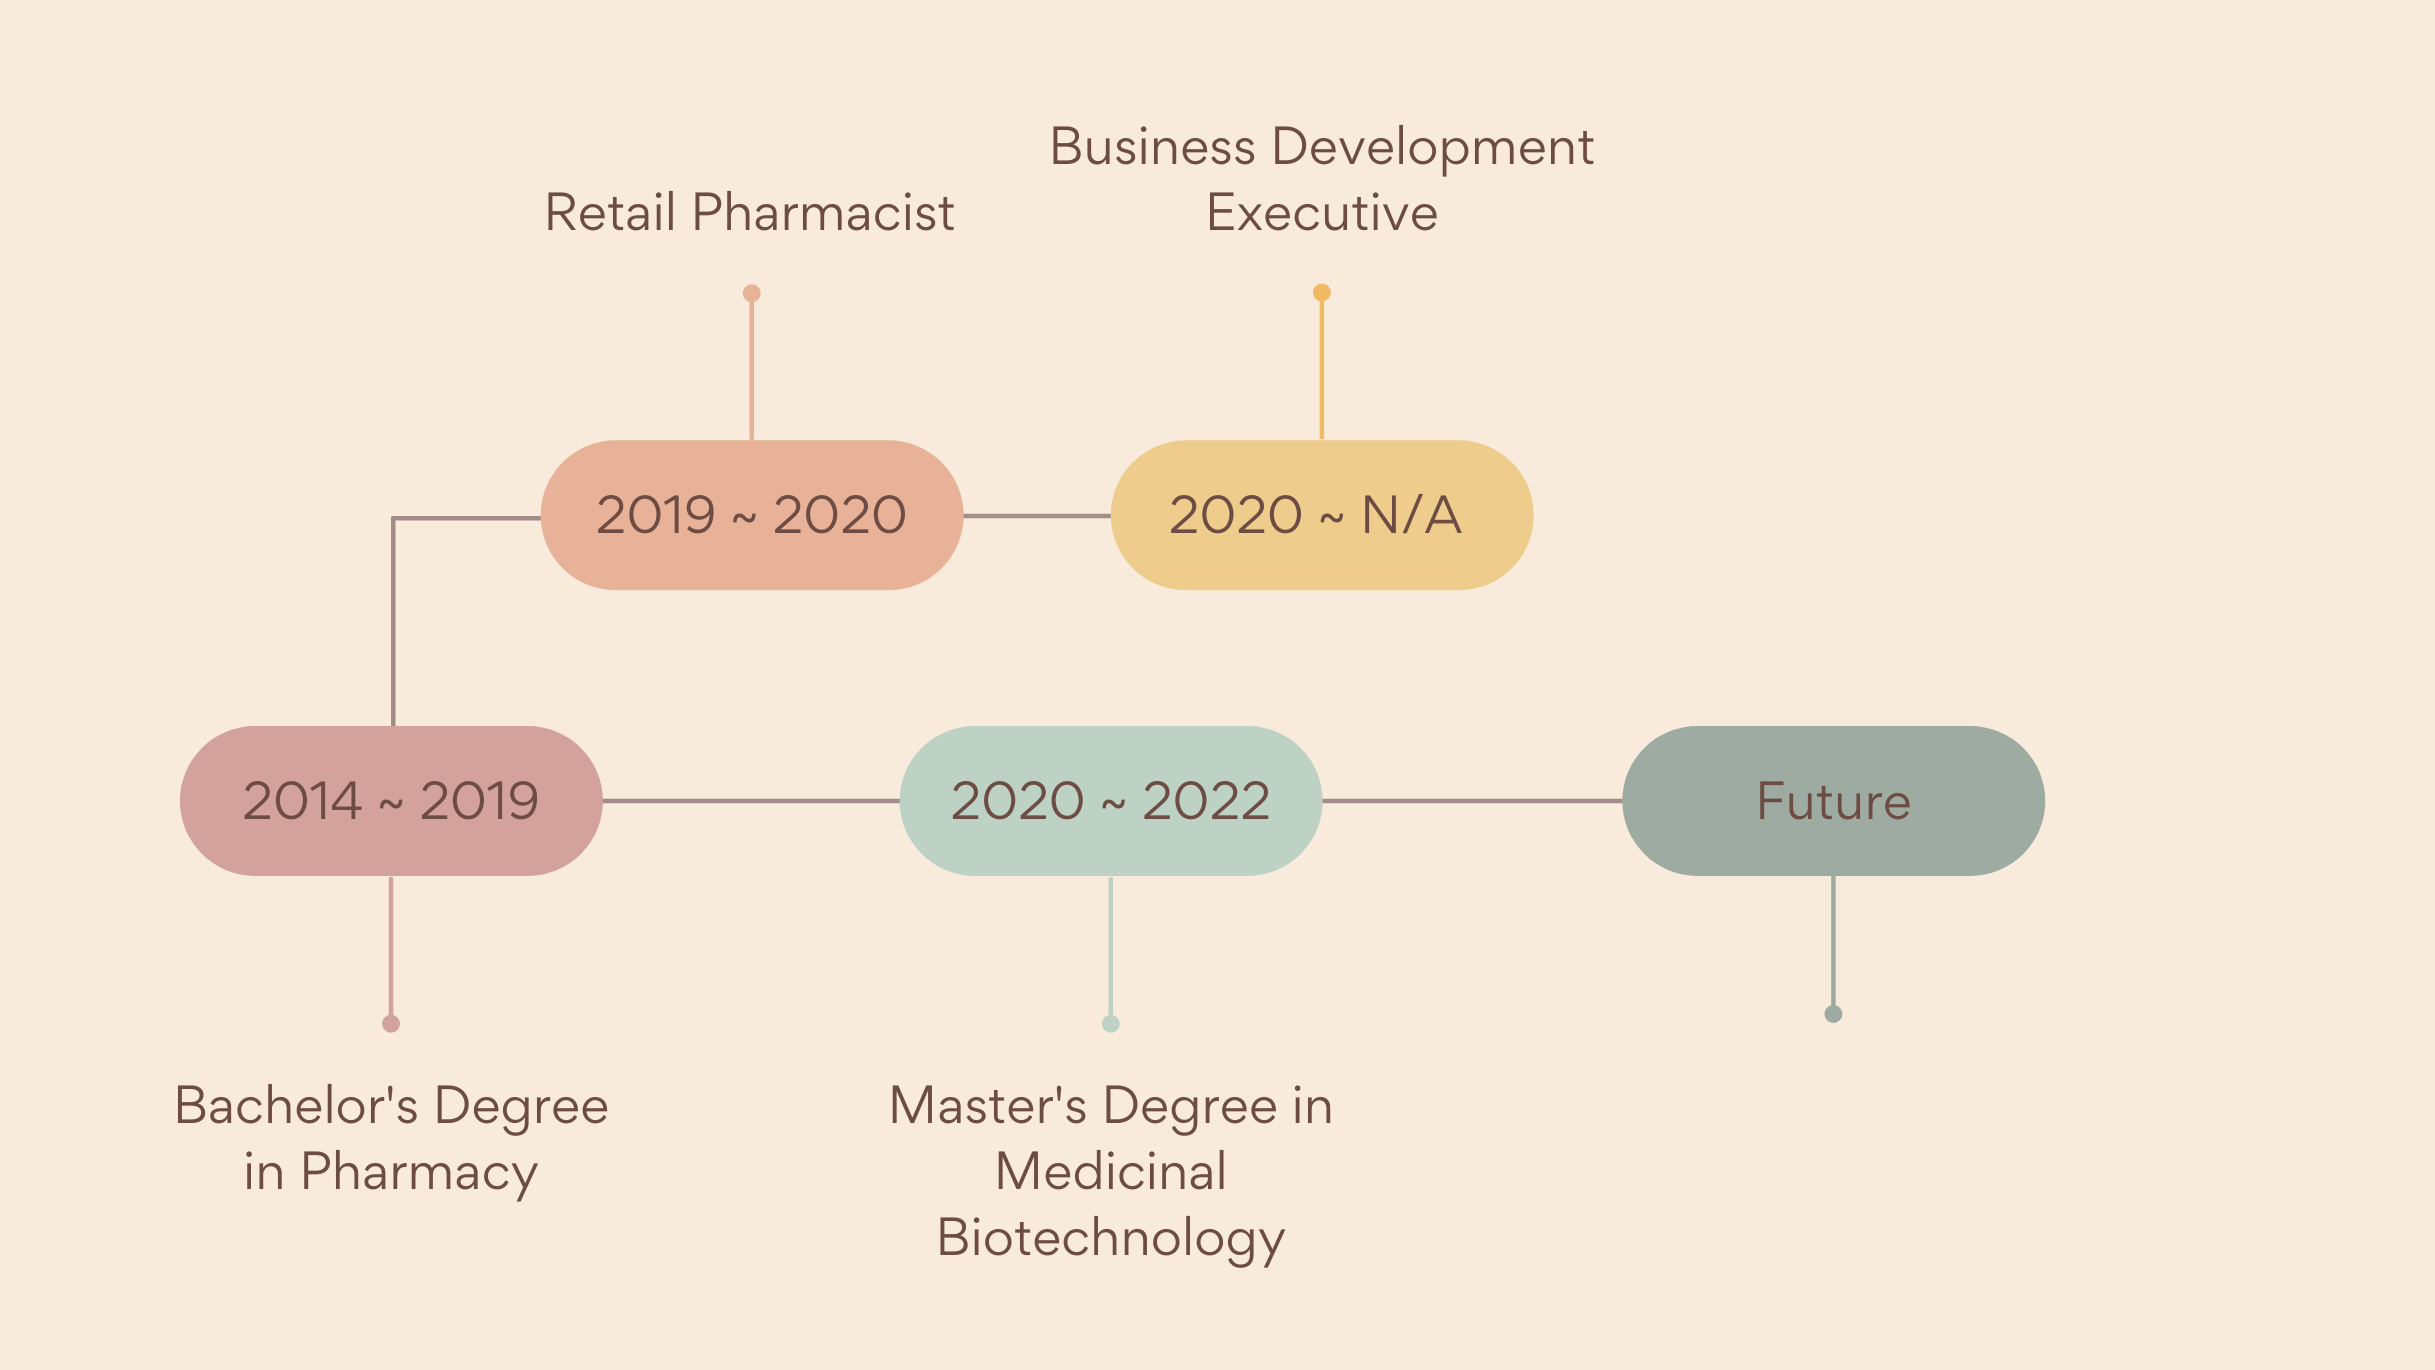 Business Development
Retail Pharmacist
Executive
2019 ~ 2020
2020 ~ N/A
2014 ~ 2019
2020 ~ 2022
Future
Bachelor's Degree
in Pharmacy
Master's Degree in
Medicinal
Biotechnology